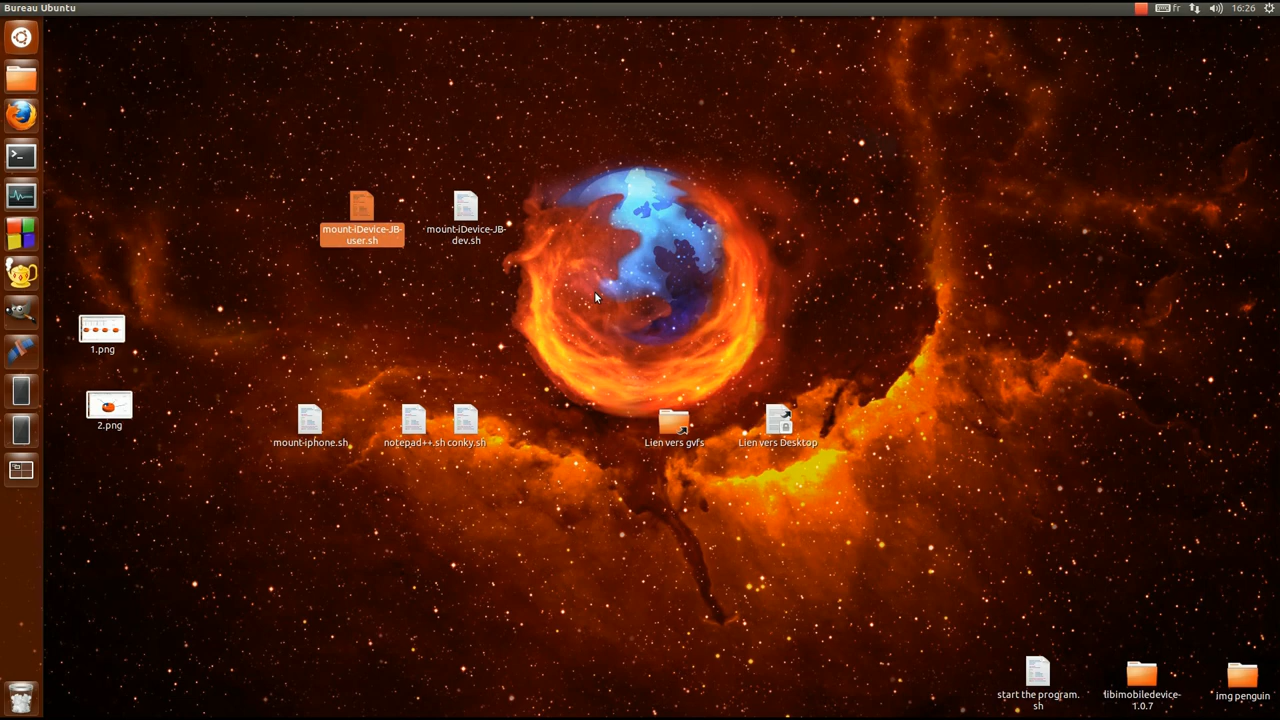 Bureau Ubuntu
fr
16:26
mount-iDevice-JB-
user.sh
mount-iDevice-JB-
dev.sh
1.png
2.png
mount-iphone.sh
notepad++.sh
conky.sh
Lien vers gvfs
Lien vers Desktop
start the program.
sh
libimobiledevice-
1.0.7
img penguin